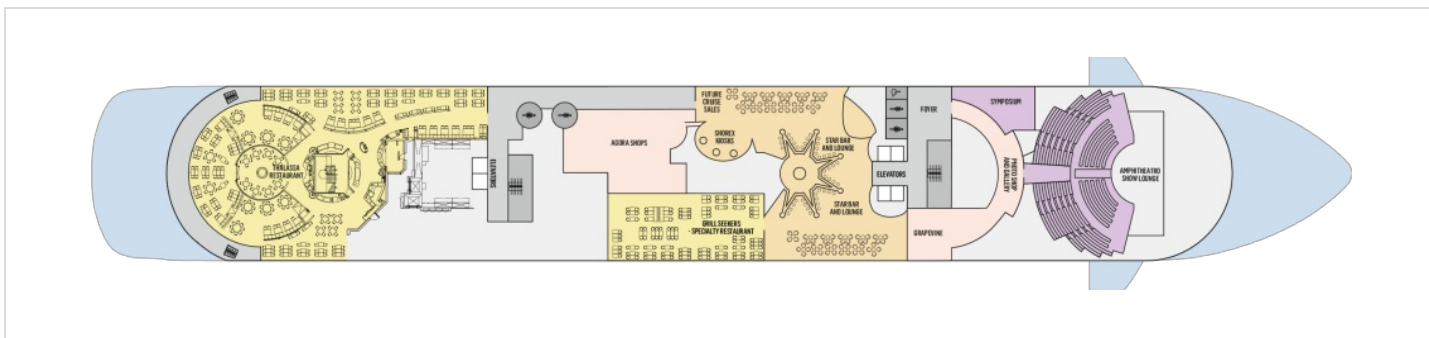 THALASSA
RESTAURANT
ELEVATORS
AGORA SHOPS
GRILL SEEKERS
- SPECIALTY RESTAURANT
FUTURE
CRUISE
SALES
SHOREX
KIOSKS
STAR BAR
AND LOUNGE
STAR BAR
AND LOUNGE
ELEVATORS
FOYER
GRAPEVINE
PHOTO SHOP
AND GALLERY
SYMPOSIUM
AMPHITHEATRO
SHOW LOUNGE